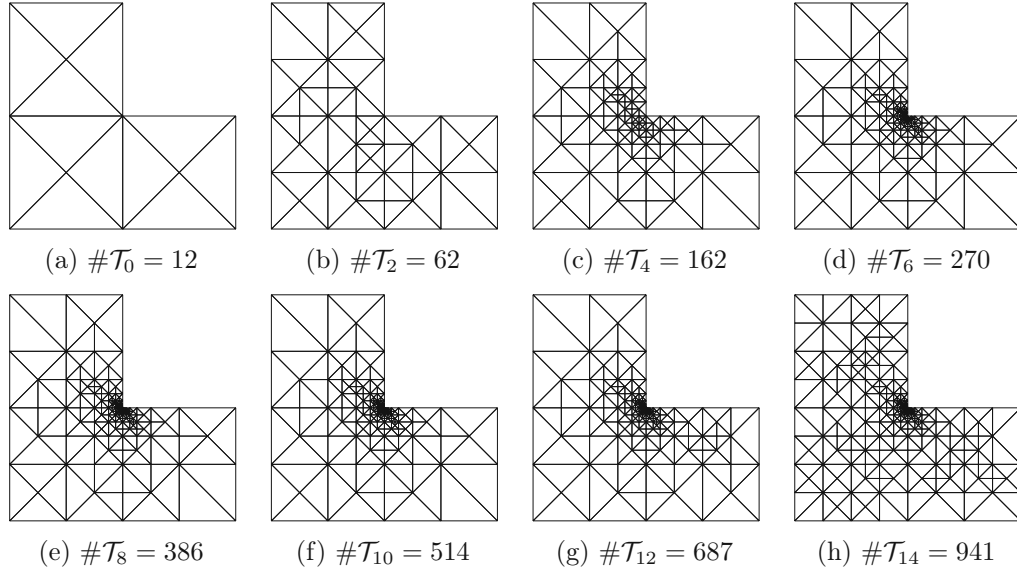 (a) #𝒯₀ = 12
(b) #𝒯₂ = 62
(c) #𝒯₄ = 162
(d) #𝒯₆ = 270
(e) #𝒯₈ = 386
(f) #𝒯₁₀ = 514
(g) #𝒯₁₂ = 687
(h) #𝒯₁₄ = 941